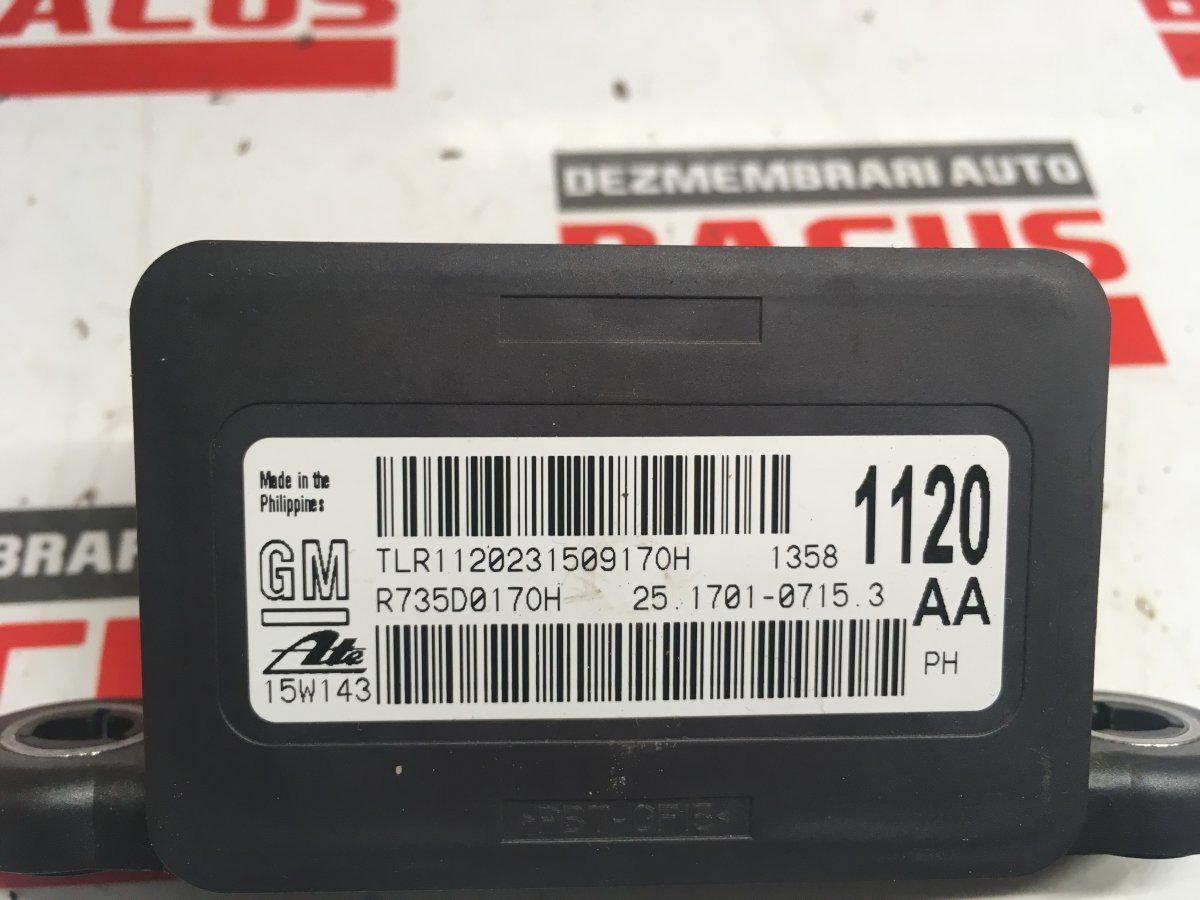 DEZMEMBRARI AUTO
Made in the
Philippines
GM
Ate
15W143
TLR1120231509170H 1358
R735D0170H 25.1701-0715.3
1120
AA
PH